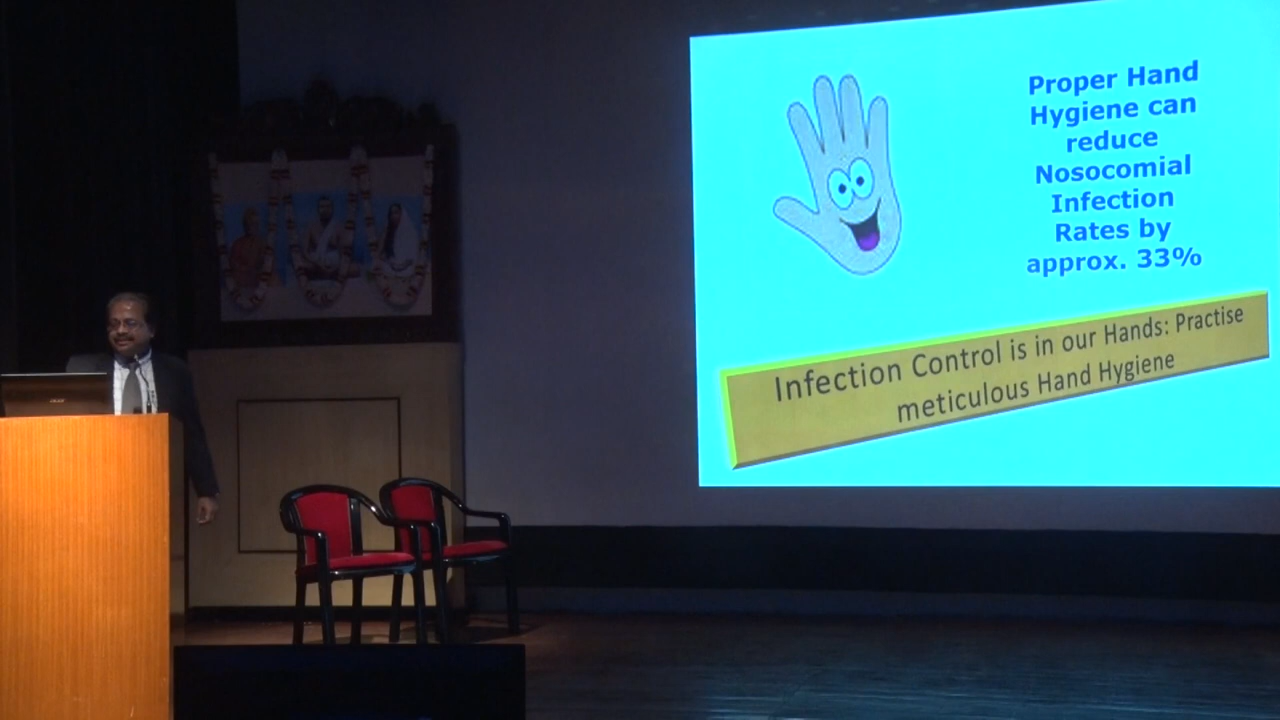 Proper Hand
Hygiene can
reduce
Nosocomial
Infection
Rates by
approx. 33%
Infection Control is in our Hands: Practise
meticulous Hand Hygiene
acer